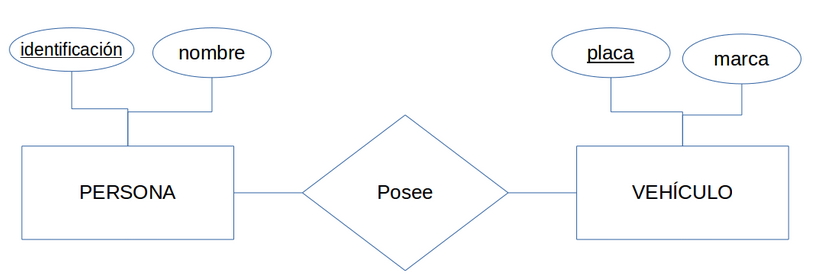 identificación
nombre
placa
marca
PERSONA
Posee
VEHÍCULO